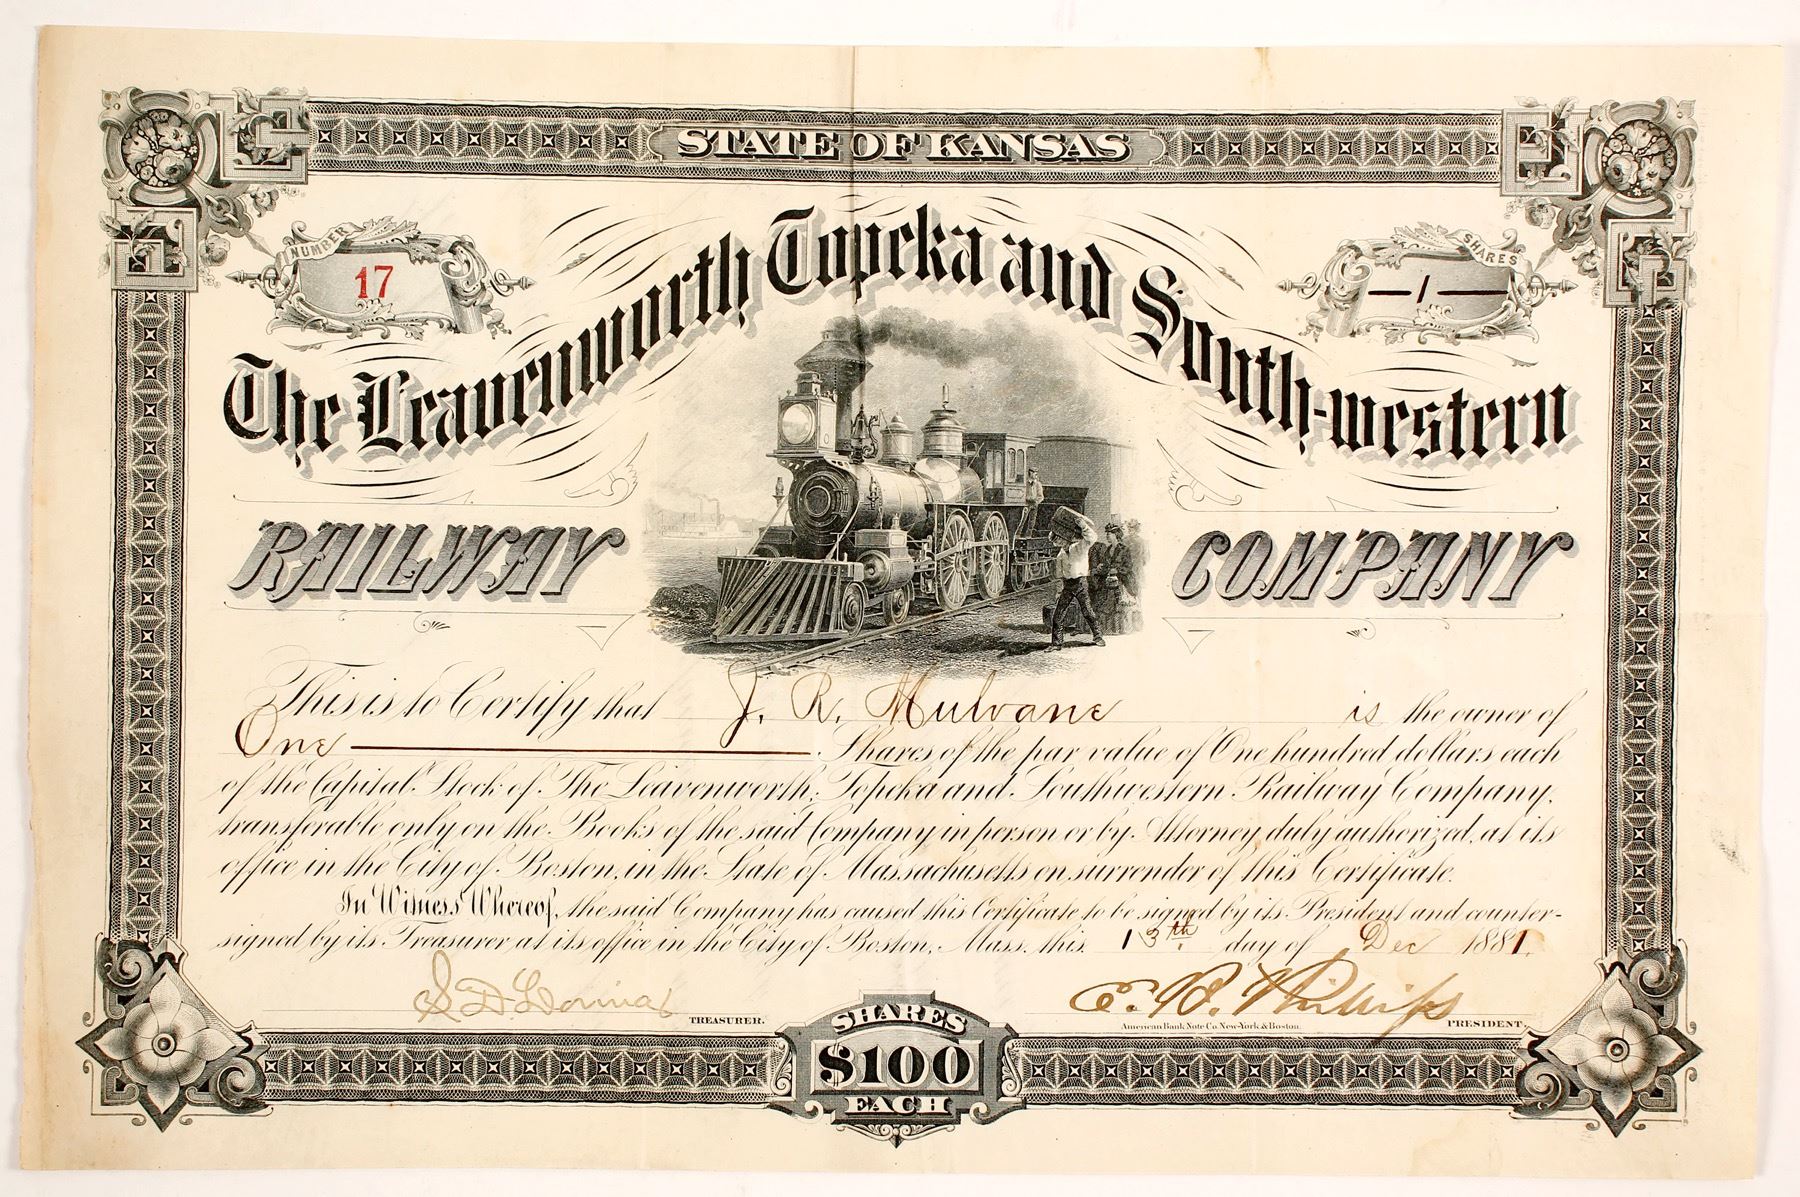 STATE OF KANSAS
NUMBER
17
SHARES
—1—
The Leavenworth Topeka and South-western
RAILWAY COMPANY
This is to Certify that J. R. Mulvane is the owner of
One Shares of the par value of One hundred dollars each
of the Capital Stock of The Leavenworth, Topeka and Southwestern Railway Company,
transferable only on the Books of the said Company in person or by Attorney duly authorized, at its
office in the City of Boston, in the State of Massachusetts on surrender of this Certificate.
In Witness Whereof, the said Company has caused this Certificate to be signed by its President and counter-
signed by its Treasurer at its office in the City of Boston, Mass. this 13th day of Dec 1881.
TREASURER.
E. Phillips
PRESIDENT.
American Bank Note Co. New-York & Boston.
SHARES
$100
EACH